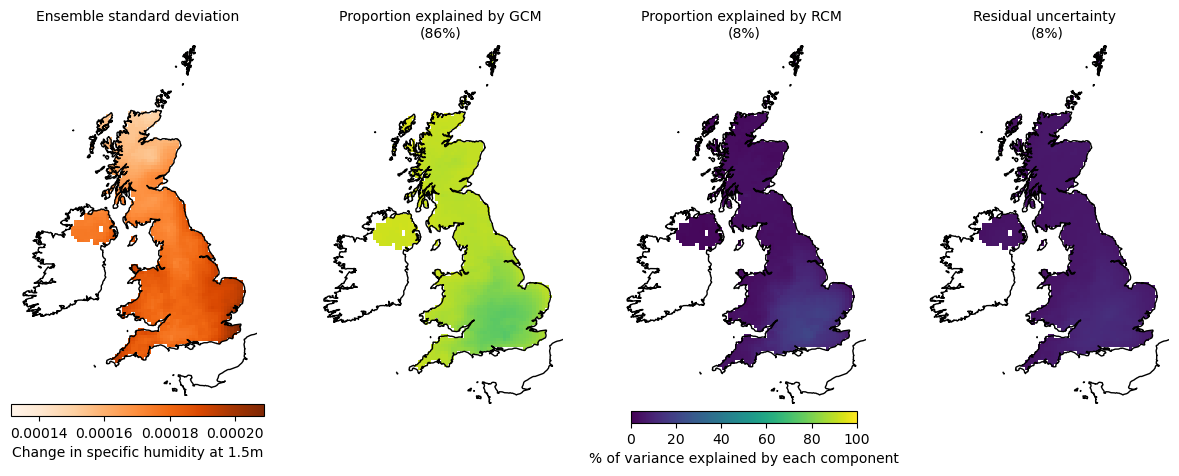 Ensemble standard deviation
Proportion explained by GCM
(86%)
Proportion explained by RCM
(8%)
Residual uncertainty
(8%)
0.00014 0.00016 0.00018 0.00020
Change in specific humidity at 1.5m
0 20 40 60 80 100
% of variance explained by each component